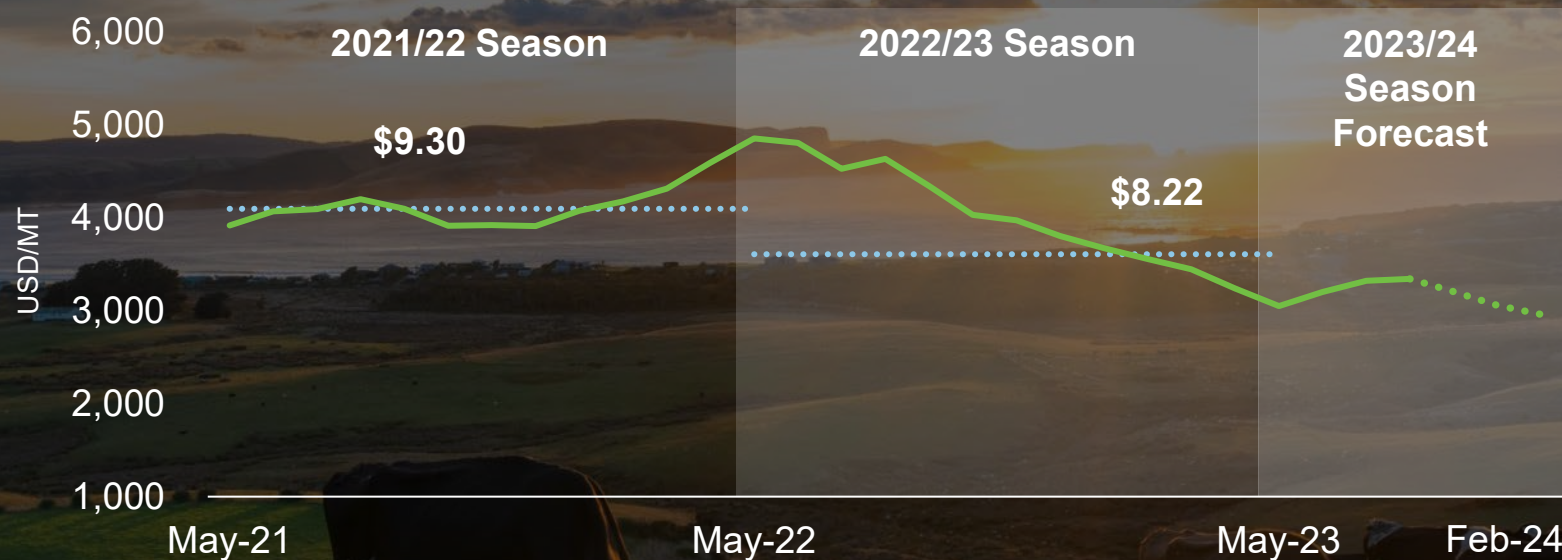 2021/22 Season
2022/23 Season
2023/24
Season
Forecast
$9.30
$8.22
USD/MT
6,000
5,000
4,000
3,000
2,000
1,000
May-21
May-22
May-23
Feb-24